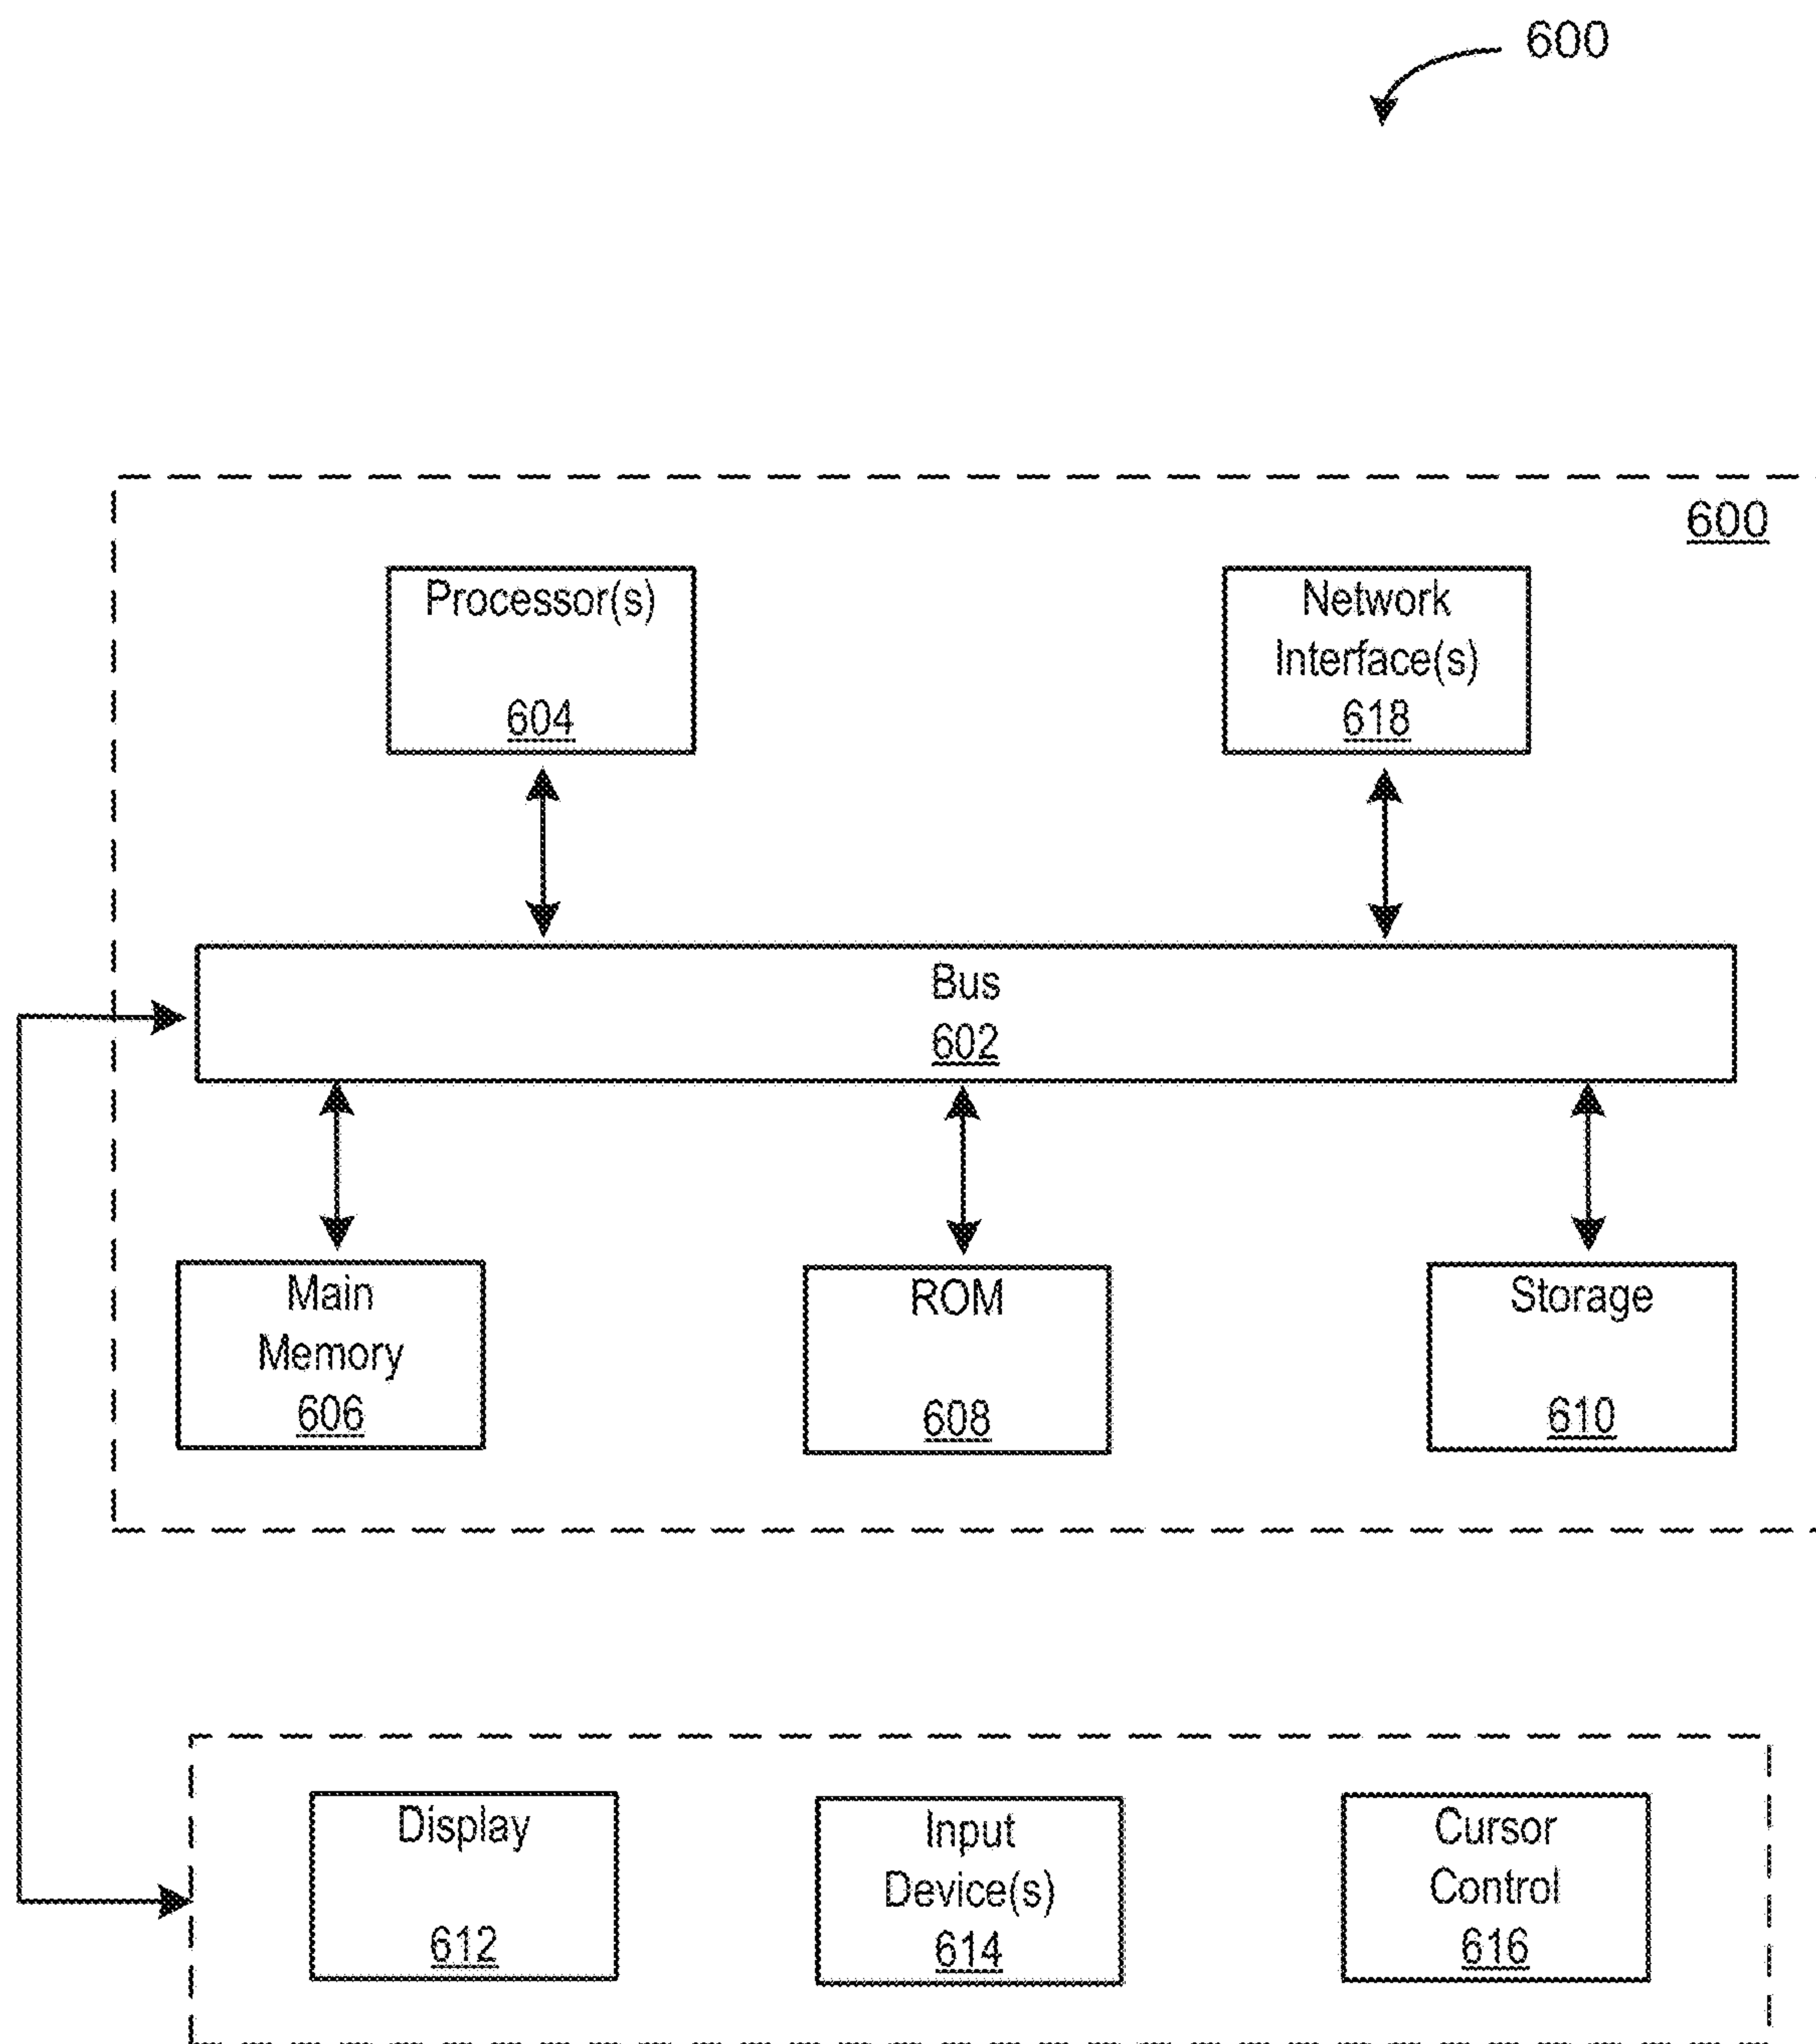 600
600
Processor(s)
604
Network
Interface(s)
618
Bus
602
Main
Memory
606
ROM
608
Storage
610
Display
612
Input
Device(s)
614
Cursor
Control
616